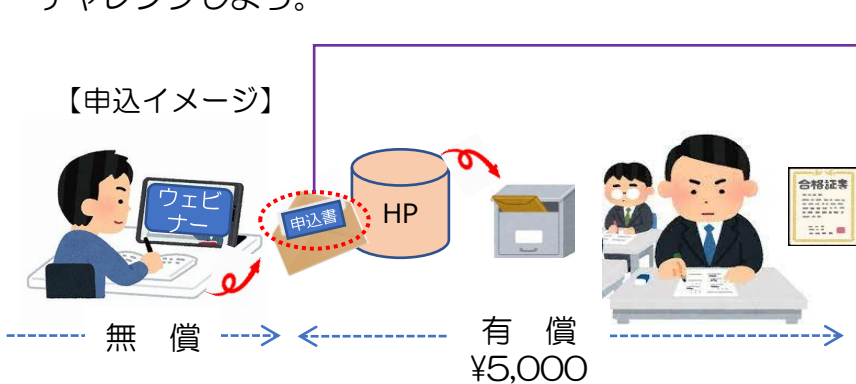 チャレンジしよう。
【申込イメージ】
ウェビ
ナー
申込書
HP
合格証書
無　償
有　償
¥5,000